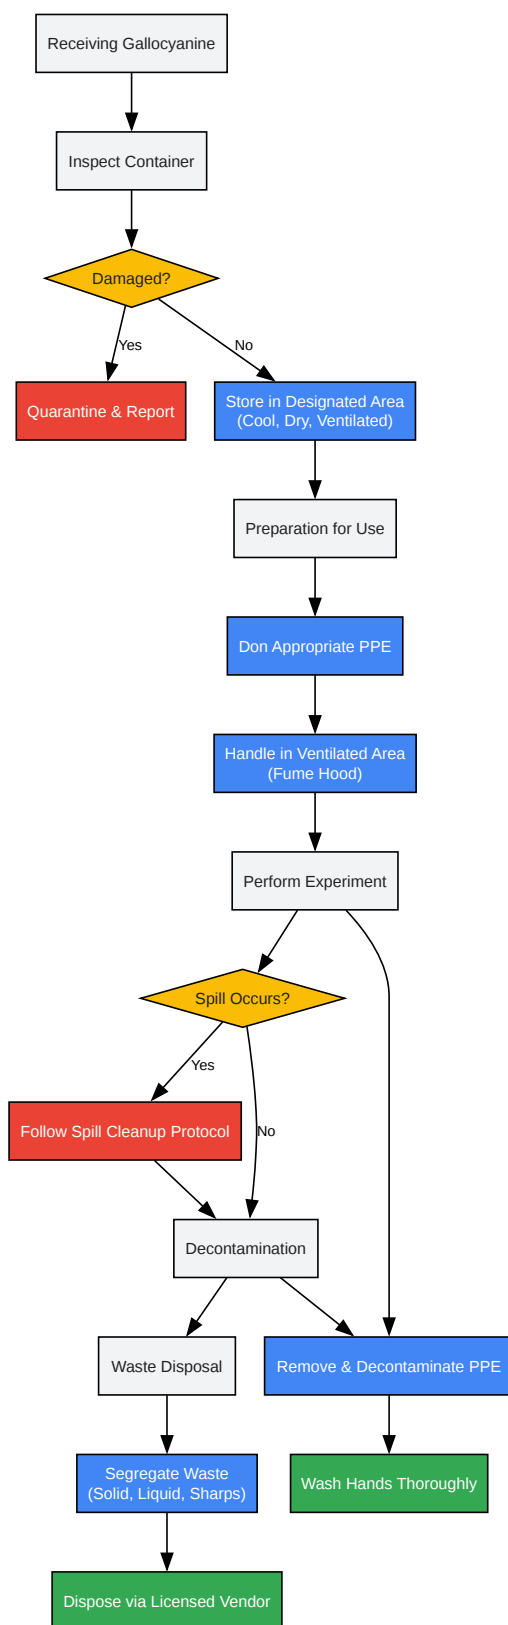 Receiving Gallocyanine
Inspect Container
Damaged?
Yes
No
Quarantine & Report
Store in Designated Area
(Cool, Dry, Ventilated)
Preparation for Use
Don Appropriate PPE
Handle in Ventilated Area
(Fume Hood)
Perform Experiment
Spill Occurs?
Yes
Follow Spill Cleanup Protocol
No
Decontamination
Waste Disposal
Remove & Decontaminate PPE
Segregate Waste
(Solid, Liquid, Sharps)
Wash Hands Thoroughly
Dispose via Licensed Vendor